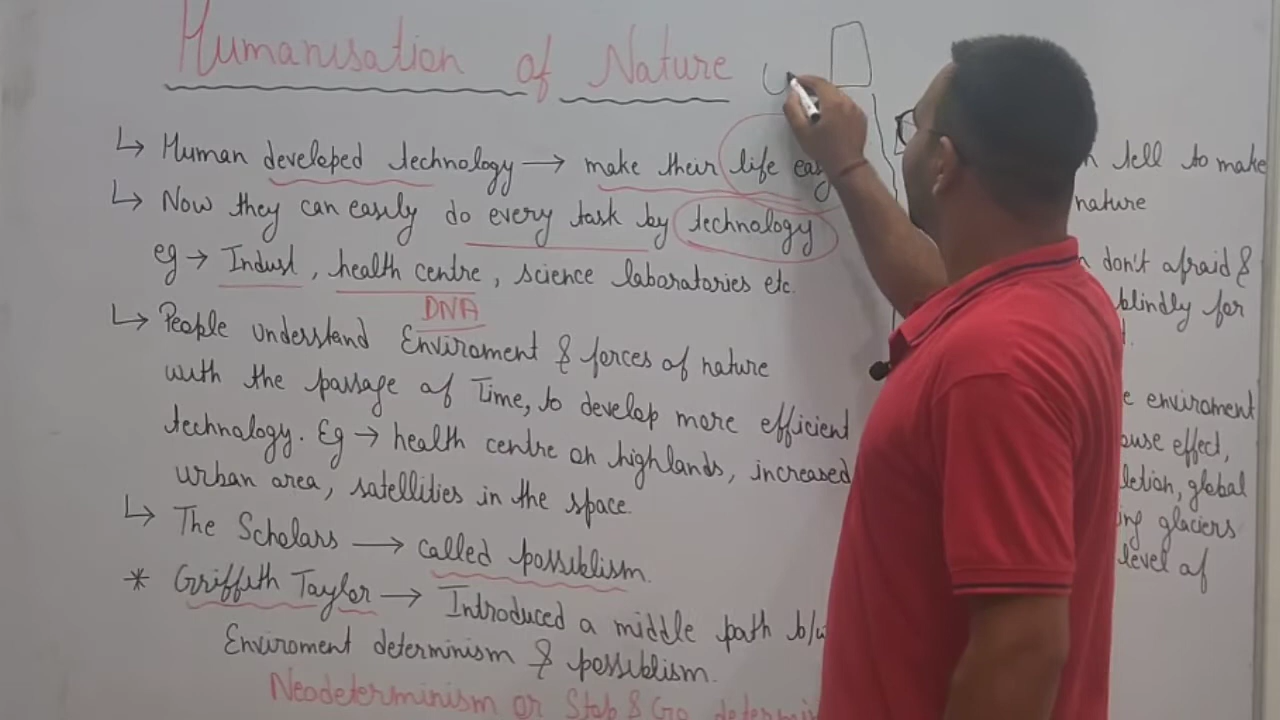 Humanisation of Nature
↳ Human developed technology → make their life easy
↳ Now they can easily do every task by technology
eg → Indust, health centre, science laboratories etc.
DNA
↳ People understand Enviroment & forces of nature
with the passage of Time, to develop more efficient
technology. Eg → health centre on highlands, increased
urban area, satellities in the space.
↳ The Scholars → called possiblism.
* Griffith Taylor → Introduced a middle path b/w
Enviroment determinism & possiblism.
Neodeterminism or Stop & Go
tell to make
nature
don't afraid &
blindly for
enviroment
effect,
global
glaciers
level of